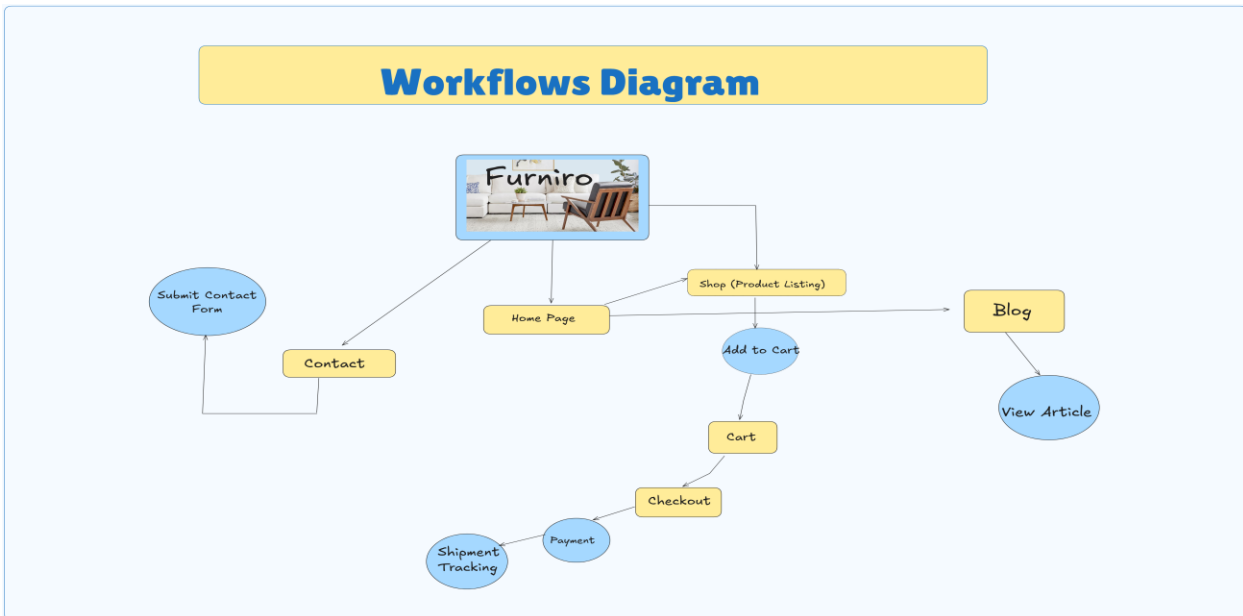 Workflows Diagram
Furniro
Submit Contact
Form
Shop (Product Listing)
Home Page
Blog
Contact
Add to Cart
View Article
Cart
Checkout
Payment
Shipment
Tracking